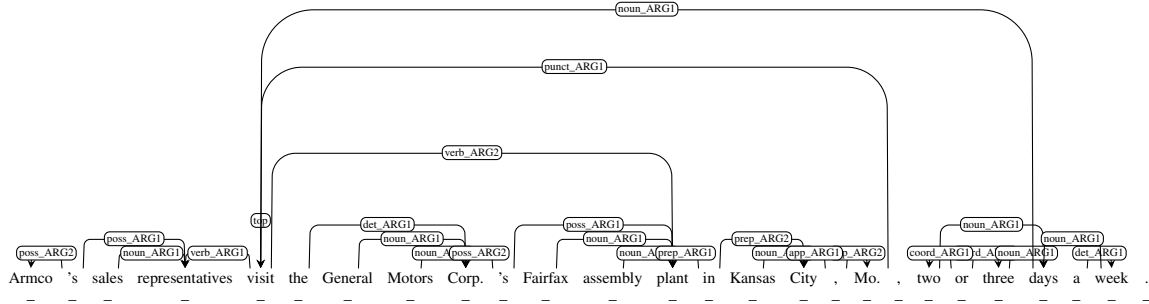 noun_ARG1
punct_ARG1
verb_ARG2
top
det_ARG1 poss_ARG1 noun_ARG1
poss_ARG1 noun_ARG1 noun_ARG1 prep_ARG2 noun_ARG1
poss_ARG2 noun_ARG1 verb_ARG1 poss_ARG2 prep_ARG1 app_ARG1 coord_ARG1 noun_ARG1 det_ARG1
Armco 's sales representatives visit the General Motors Corp. 's Fairfax assembly plant in Kansas City , Mo. , two or three days a week .
_ _ _ _ _ _ _ _ _ _ _ _ _ _ _ _ _ _ _ _ _ _ _ _ _ _